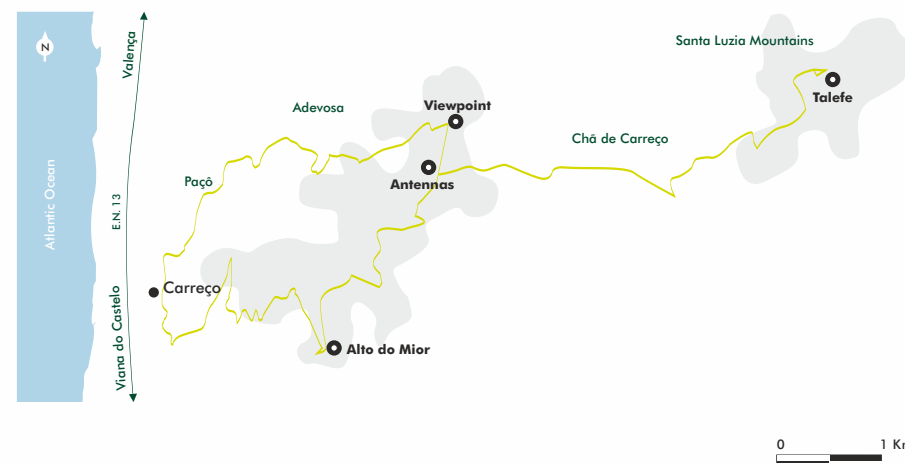 N
Valença
Santa Luzia Mountains
Talefe
Viewpoint
Adevosa
Chã de Carreço
Antennas
Paçô
Atlantic Ocean
E.N. 13
Carreço
Viana do Castelo
Alto do Mior
0 1 Km